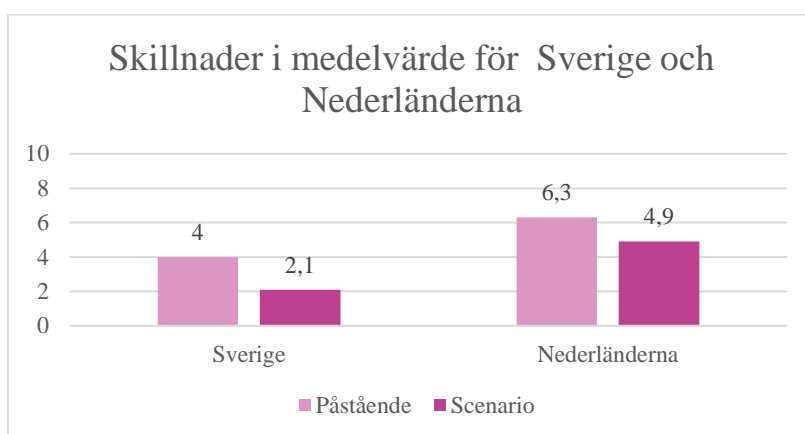 Skillnader i medelvärde för Sverige och
Nederländerna
10
8
6
4
2
0
4
2,1
6,3
4,9
Sverige
Nederländerna
Påstående
Scenario